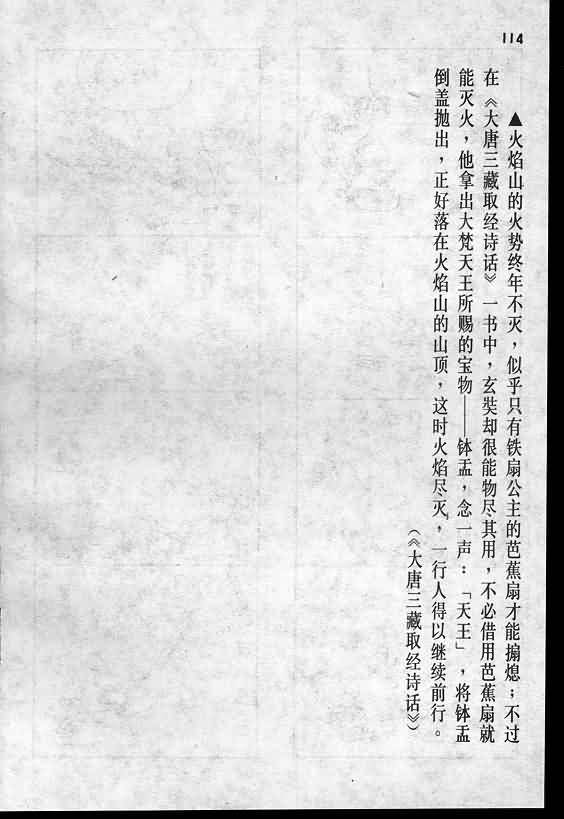 114
▲火焰山的火势终年不灭，似乎只有铁扇公主的芭蕉扇才能搧熄；不过
在《大唐三藏取经诗话》一书中，玄奘却很能物尽其用，不必借用芭蕉扇就
能灭火，他拿出大梵天王所赐的宝物——钵盂，念一声：「天王」，将钵盂
倒盖抛出，正好落在火焰山的山顶，这时火焰尽灭，一行人得以继续前行。
（《大唐三藏取经诗话》）